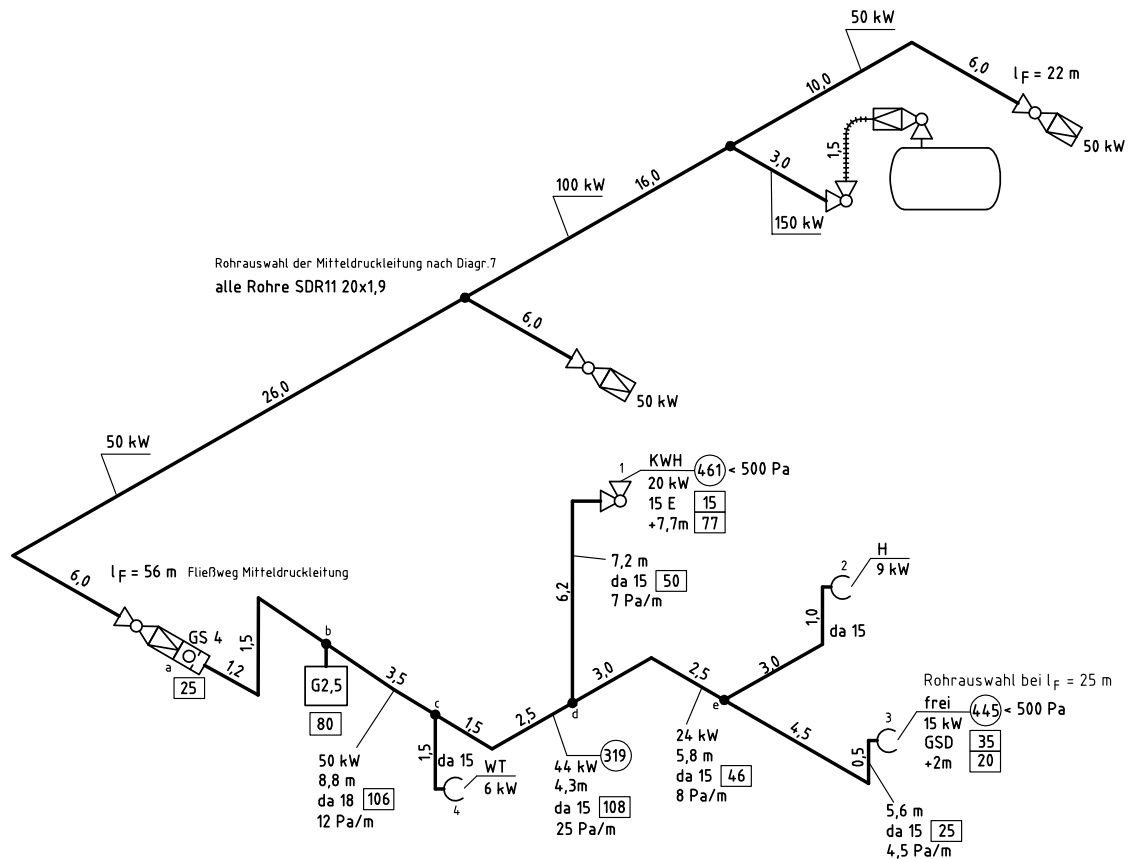 50 kW
10,0
6,0
l F = 22 m
50 kW
1,5
3,0
16,0
100 kW
150 kW
Rohrauswahl der Mitteldruckleitung nach Diagr.7
alle Rohre SDR11 20x1,9
6,0
50 kW
26,0
50 kW
6,0
l F = 56 m Fließweg Mitteldruckleitung
GS 4
a
25
1,2
1,5
b
G2,5
80
3,5
50 kW
8,8 m
da 18 106
12 Pa/m
c
1,5
da 15
WT
6 kW
4
1,5
2,5
d
44 kW 319
4,3m
da 15 108
25 Pa/m
6,2
1
KWH 461 < 500 Pa
20 kW
15 E 15
+7,7m 77
7,2 m
da 15 50
7 Pa/m
3,0
2,5
e
24 kW
5,8 m
da 15 46
8 Pa/m
3,0
1,0
da 15
2
H
9 kW
4,5
0,5
Rohrauswahl bei l F = 25 m
3
frei 445 < 500 Pa
15 kW
GSD 35
+2m 20
5,6 m
da 15 25
4,5 Pa/m